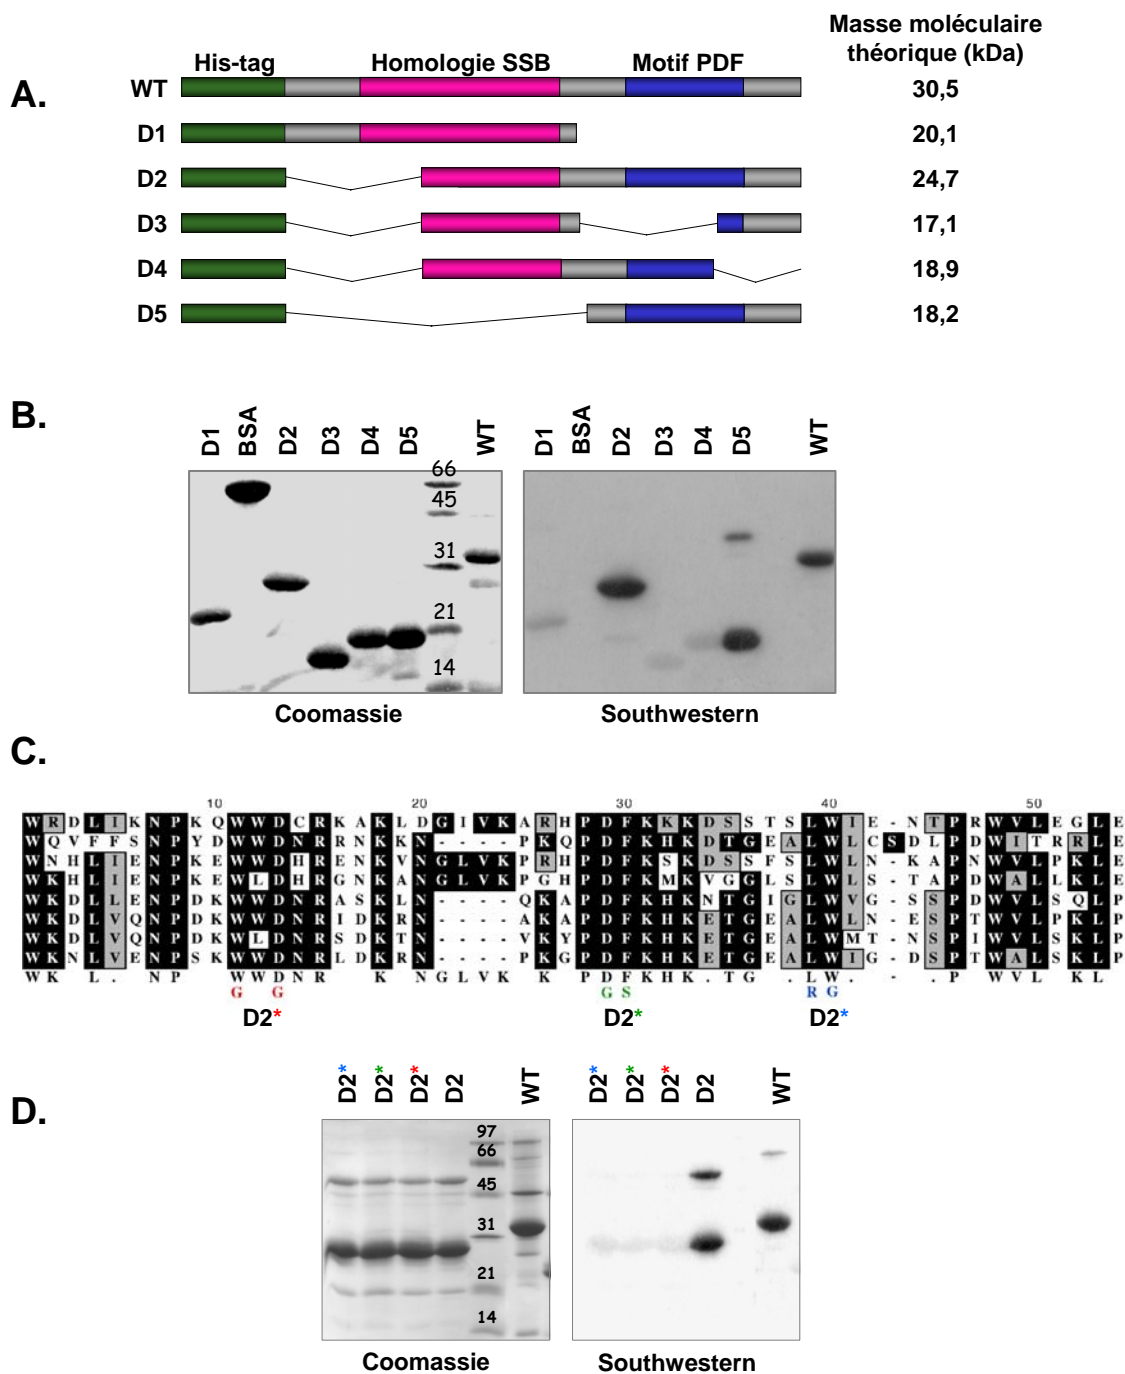 Masse moléculaire
théorique (kDa)
A.
His-tag Homologie SSB Motif PDF
WT 30,5
D1 20,1
D2 24,7
D3 17,1
D4 18,9
D5 18,2
B.
D1 BSA D2 D3 D4 D5 WT
66
45
31
21
14
D1 BSA D2 D3 D4 D5 WT
Coomassie Southwestern
C.
10 20 30 40 50
W R D L I K N P K Q W W D C R K A K L D G I V K A R H P D F K K K D S S T S L W I E - N T P R W V L E G L E
W Q V F F S N P Y D W W D N R R N K K N - - - - P K Q P D F K H K D T G E A L W L C S D L P D W I T R R L E
W N H L I E N P K E W W D H R E N K V N G L V K P R H P D F K S K D S S F S L W L N - K A P N W V L P K L E
W K H L I E N P K E W L D H R G N K A N G L V K P G H P D F K M K V G G L S L W L S - T A P D W A L L K L E
W K D L L E N P D K W W D N R A S K L N - - - - Q K A P D F K H K N T G I G L W V G - S S P D W V L S Q L P
W K D L V Q N P D K W W D N R I D K R N - - - - A K A P D F K H K E T G E A L W L N - E S P T W V L P K L P
W K D L V E N P D K W L D N R S D K T N - - - - V K Y P D F K H K E T G E A L W M T - N S P I W V L S K L P
W K D L V Q N P D K W W D N R L D K R N - - - - P K G P D F K H K E T G E A L W I G - D S P T W A L S K L P
W K L . N P W W D N R K N G L V K K P D F K H K . T G . L W . . . P W V L K L
G G G S R G
D2* D2* D2*
D.
D2* D2* D2* D2 WT
97
66
45
31
21
14
D2* D2* D2* D2 WT
Coomassie Southwestern